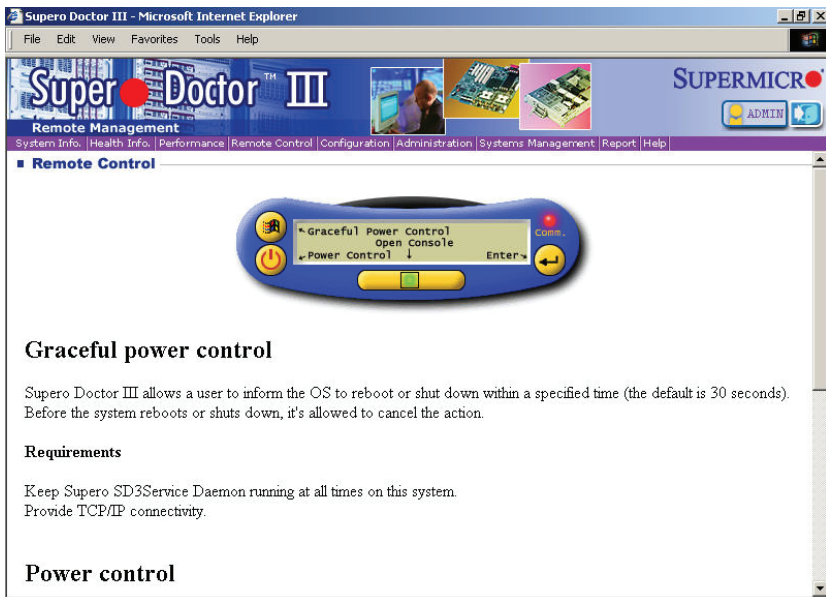 Supero Doctor III - Microsoft Internet Explorer
File Edit View Favorites Tools Help
Super Doctor™ III
SUPERMICR
Remote Management
ADMIN
System Info. |Health Info. |Performance |Remote Control |Configuration |Administration |Systems Management |Report |Help|
Remote Control
Graceful Power Control
Open Console
Power Control
Enter
Comm.
Graceful power control
Supero Doctor III allows a user to inform the OS to reboot or shut down within a specified time (the default is 30 seconds).
Before the system reboots or shuts down, it's allowed to cancel the action.
Requirements
Keep Supero SD3Service Daemon running at all times on this system.
Provide TCP/IP connectivity.
Power control